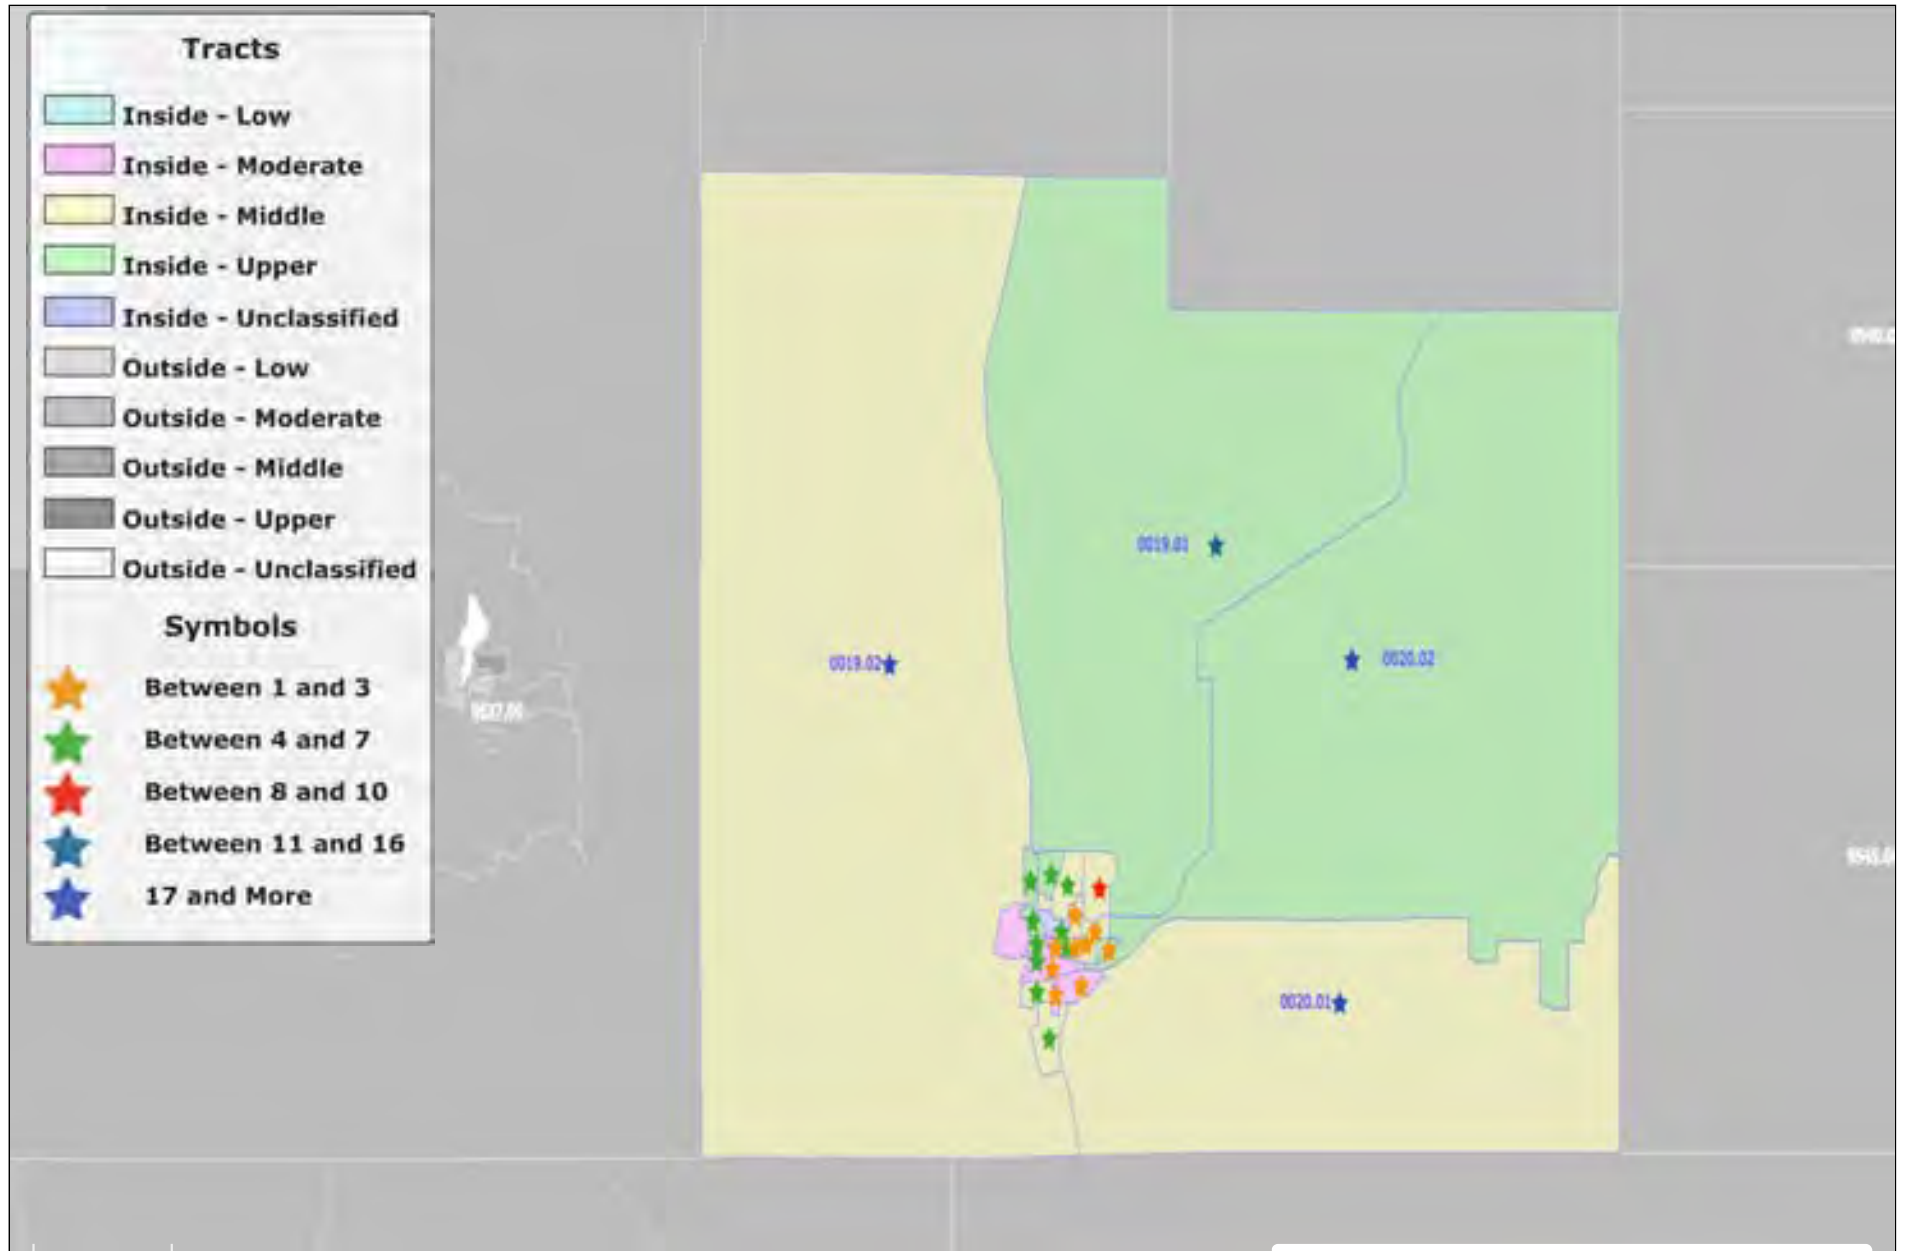 Tracts
Inside - Low
Inside - Moderate
Inside - Middle
Inside - Upper
Inside - Unclassified
Outside - Low
Outside - Moderate
Outside - Middle
Outside - Upper
Outside - Unclassified
Symbols
Between 1 and 3
Between 4 and 7
Between 8 and 10
Between 11 and 16
17 and More
0019.01
0019.02
0020.02
0020.01